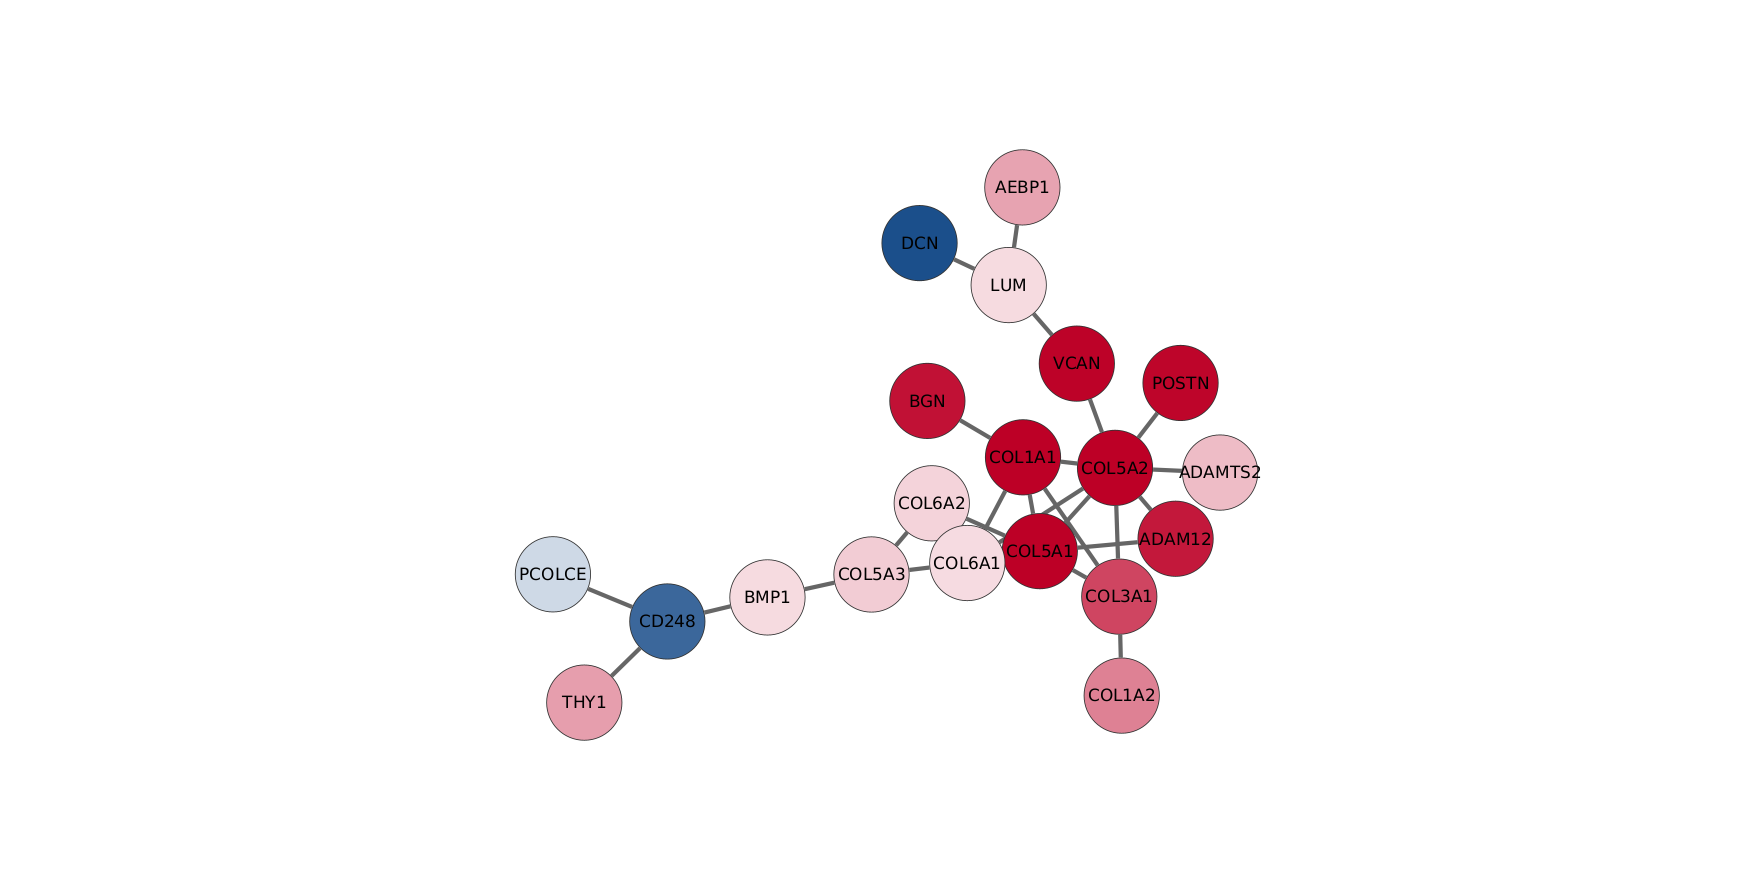 AEBP1
DCN
LUM
VCAN
POSTN
BGN
COL1A1
COL5A2
ADAMTS2
COL6A2
ADAM12
COL5A1
COL6A1
COL5A3
PCOLCE
BMP1
COL3A1
CD248
COL1A2
THY1